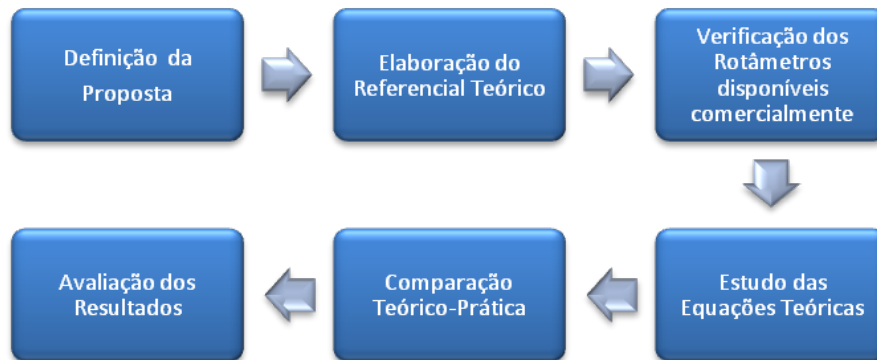 Definição da
Proposta
Elaboração do
Referencial Teórico
Verificação dos
Rotâmetros
disponíveis
comercialmente
Estudo das
Equações Teóricas
Comparação
Teórico-Prática
Avaliação dos
Resultados